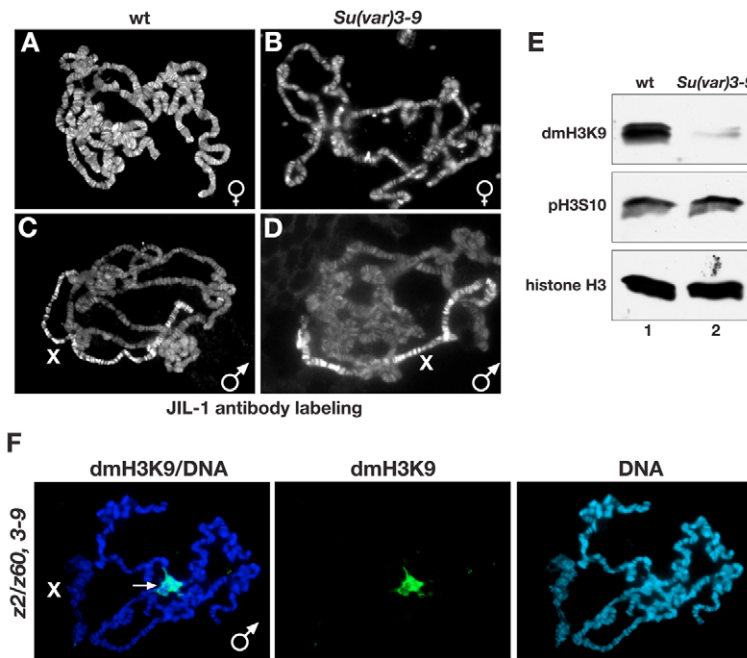 wt
Su(var)3-9
A
B
C
X
D
X
JIL-1 antibody labeling
E
wt Su(var)3-9
dmH3K9
pH3S10
histone H3
1 2
F
dmH3K9/DNA
dmH3K9
DNA
z2/z60, 3-9
X